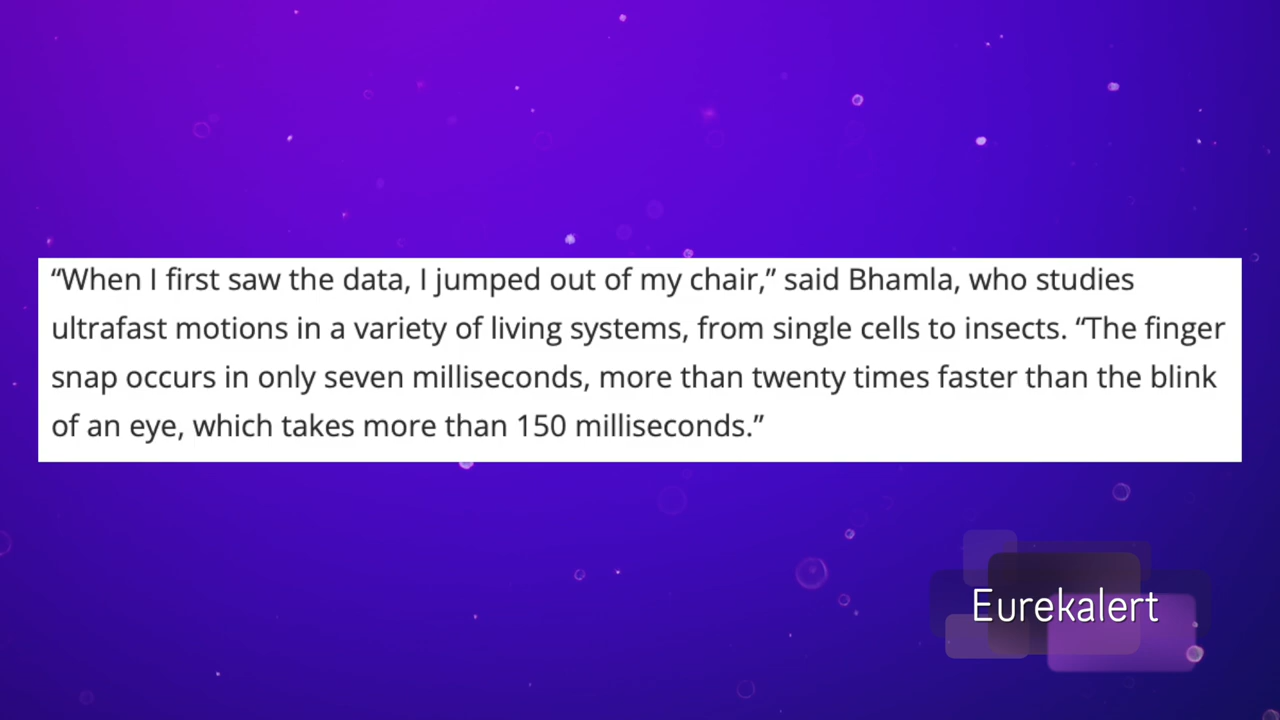 “When I first saw the data, I jumped out of my chair,” said Bhamla, who studies
ultrafast motions in a variety of living systems, from single cells to insects. “The finger
snap occurs in only seven milliseconds, more than twenty times faster than the blink
of an eye, which takes more than 150 milliseconds.”
Eurekalert